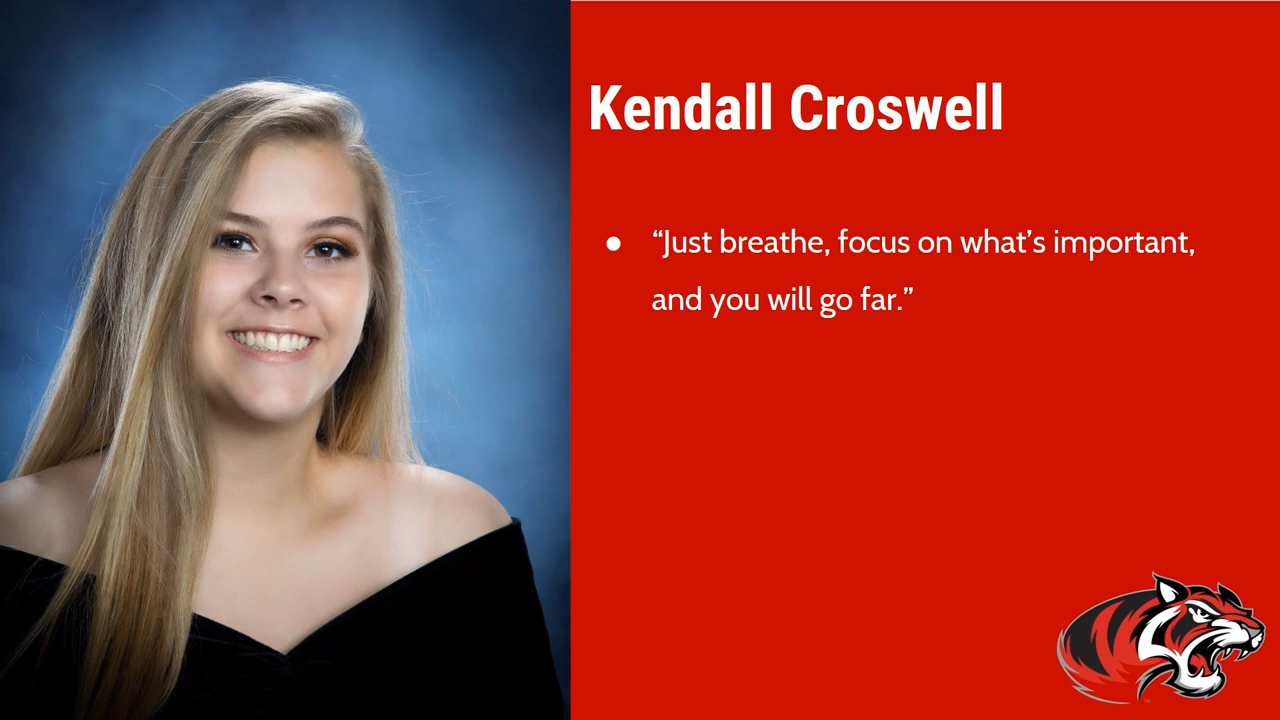 Kendall Croswell
● “Just breathe, focus on what’s important,
and you will go far.”